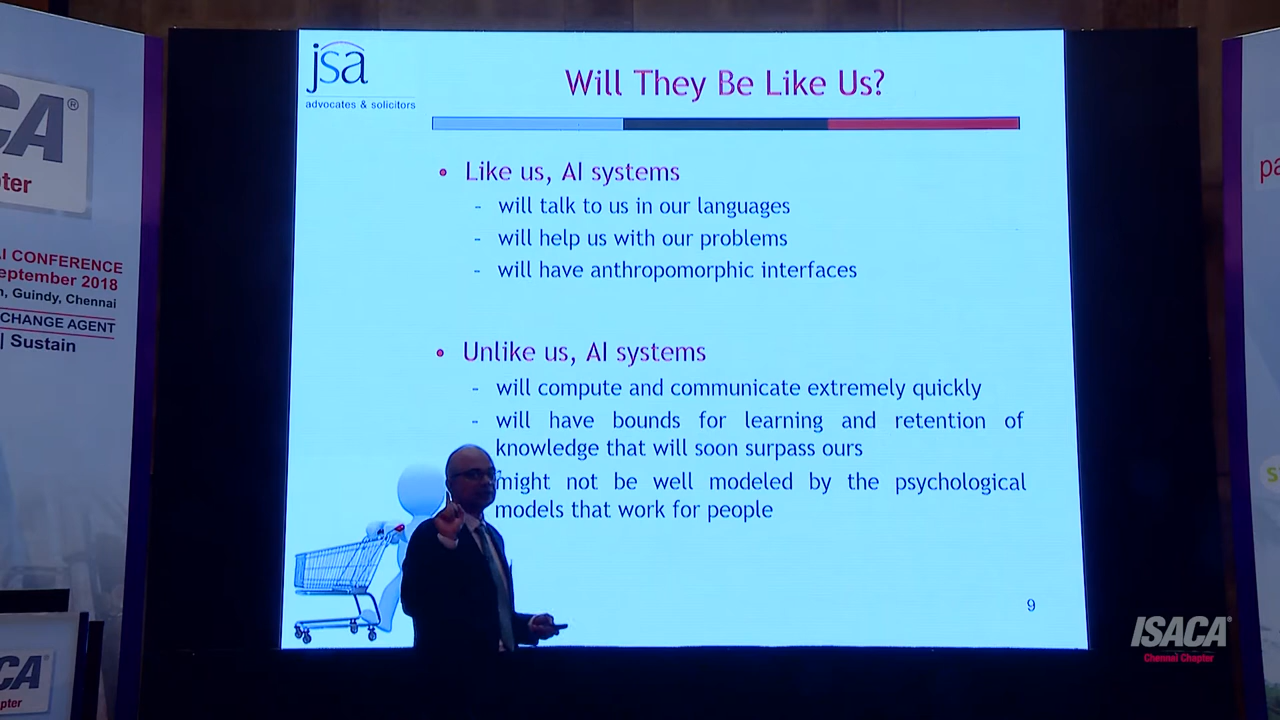 jsa
advocates & solicitors
Will They Be Like Us?
• Like us, AI systems
- will talk to us in our languages
- will help us with our problems
- will have anthropomorphic interfaces
• Unlike us, AI systems
- will compute and communicate extremely quickly
- will have bounds for learning and retention of
knowledge that will soon surpass ours
might not be well modeled by the psychological
models that work for people
9
CA®
AI CONFERENCE
September 2018
Guindy, Chennai
CHANGE AGENT
| Sustain
CA®
ISACA®
Chennai Chapter